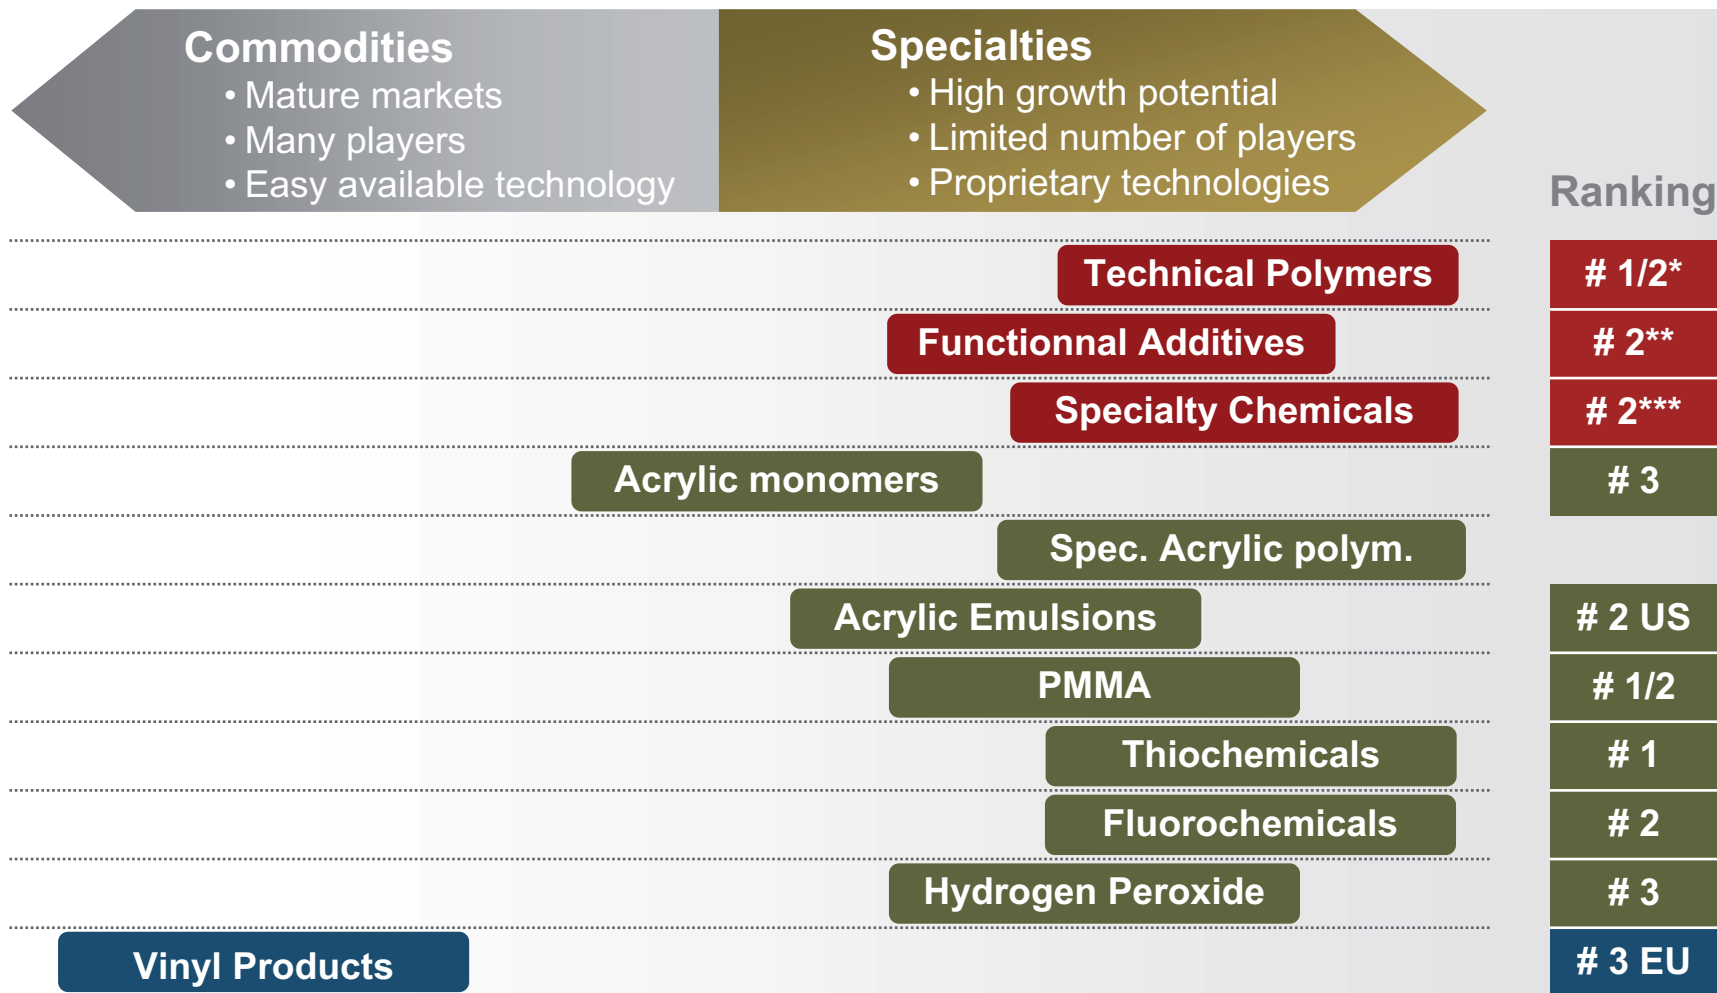 Commodities
• Mature markets
• Many players
• Easy available technology
Specialties
• High growth potential
• Limited number of players
• Proprietary technologies
Ranking
Technical Polymers # 1/2*
Functionnal Additives # 2**
Specialty Chemicals # 2***
Acrylic monomers # 3
Spec. Acrylic polym.
Acrylic Emulsions # 2 US
PMMA # 1/2
Thiochemicals # 1
Fluorochemicals # 2
Hydrogen Peroxide # 3
Vinyl Products # 3 EU